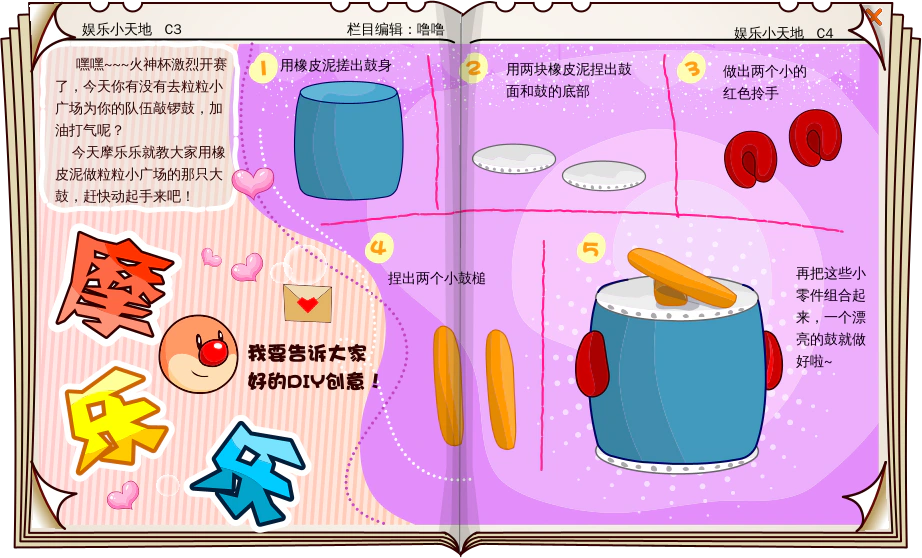 娱乐小天地 C3
栏目编辑：噜噜
娱乐小天地 C4
嘿嘿~~~火神杯激烈开赛
了，今天你有没有去粒粒小
广场为你的队伍敲锣鼓，加
油打气呢？
今天摩乐乐就教大家用橡
皮泥做粒粒小广场的那只大
鼓，赶快动起手来吧！
摩
乐
乐
我要告诉大家
好的DIY创意！
1 用橡皮泥搓出鼓身
2 用两块橡皮泥捏出鼓
面和鼓的底部
3 做出两个小的
红色拎手
4
捏出两个小鼓槌
5
再把这些小
零件组合起
来，一个漂
亮的鼓就做
好啦~